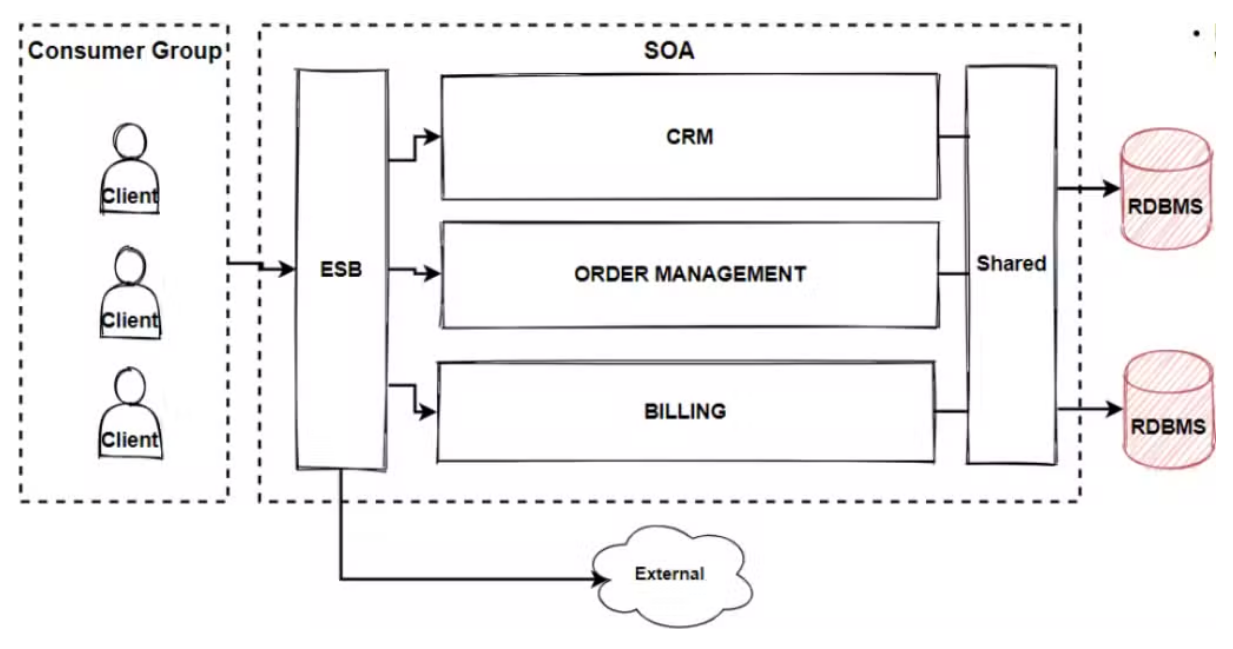 Consumer Group
SOA
Client
Client
Client
ESB
CRM
ORDER MANAGEMENT
BILLING
Shared
RDBMS
RDBMS
External